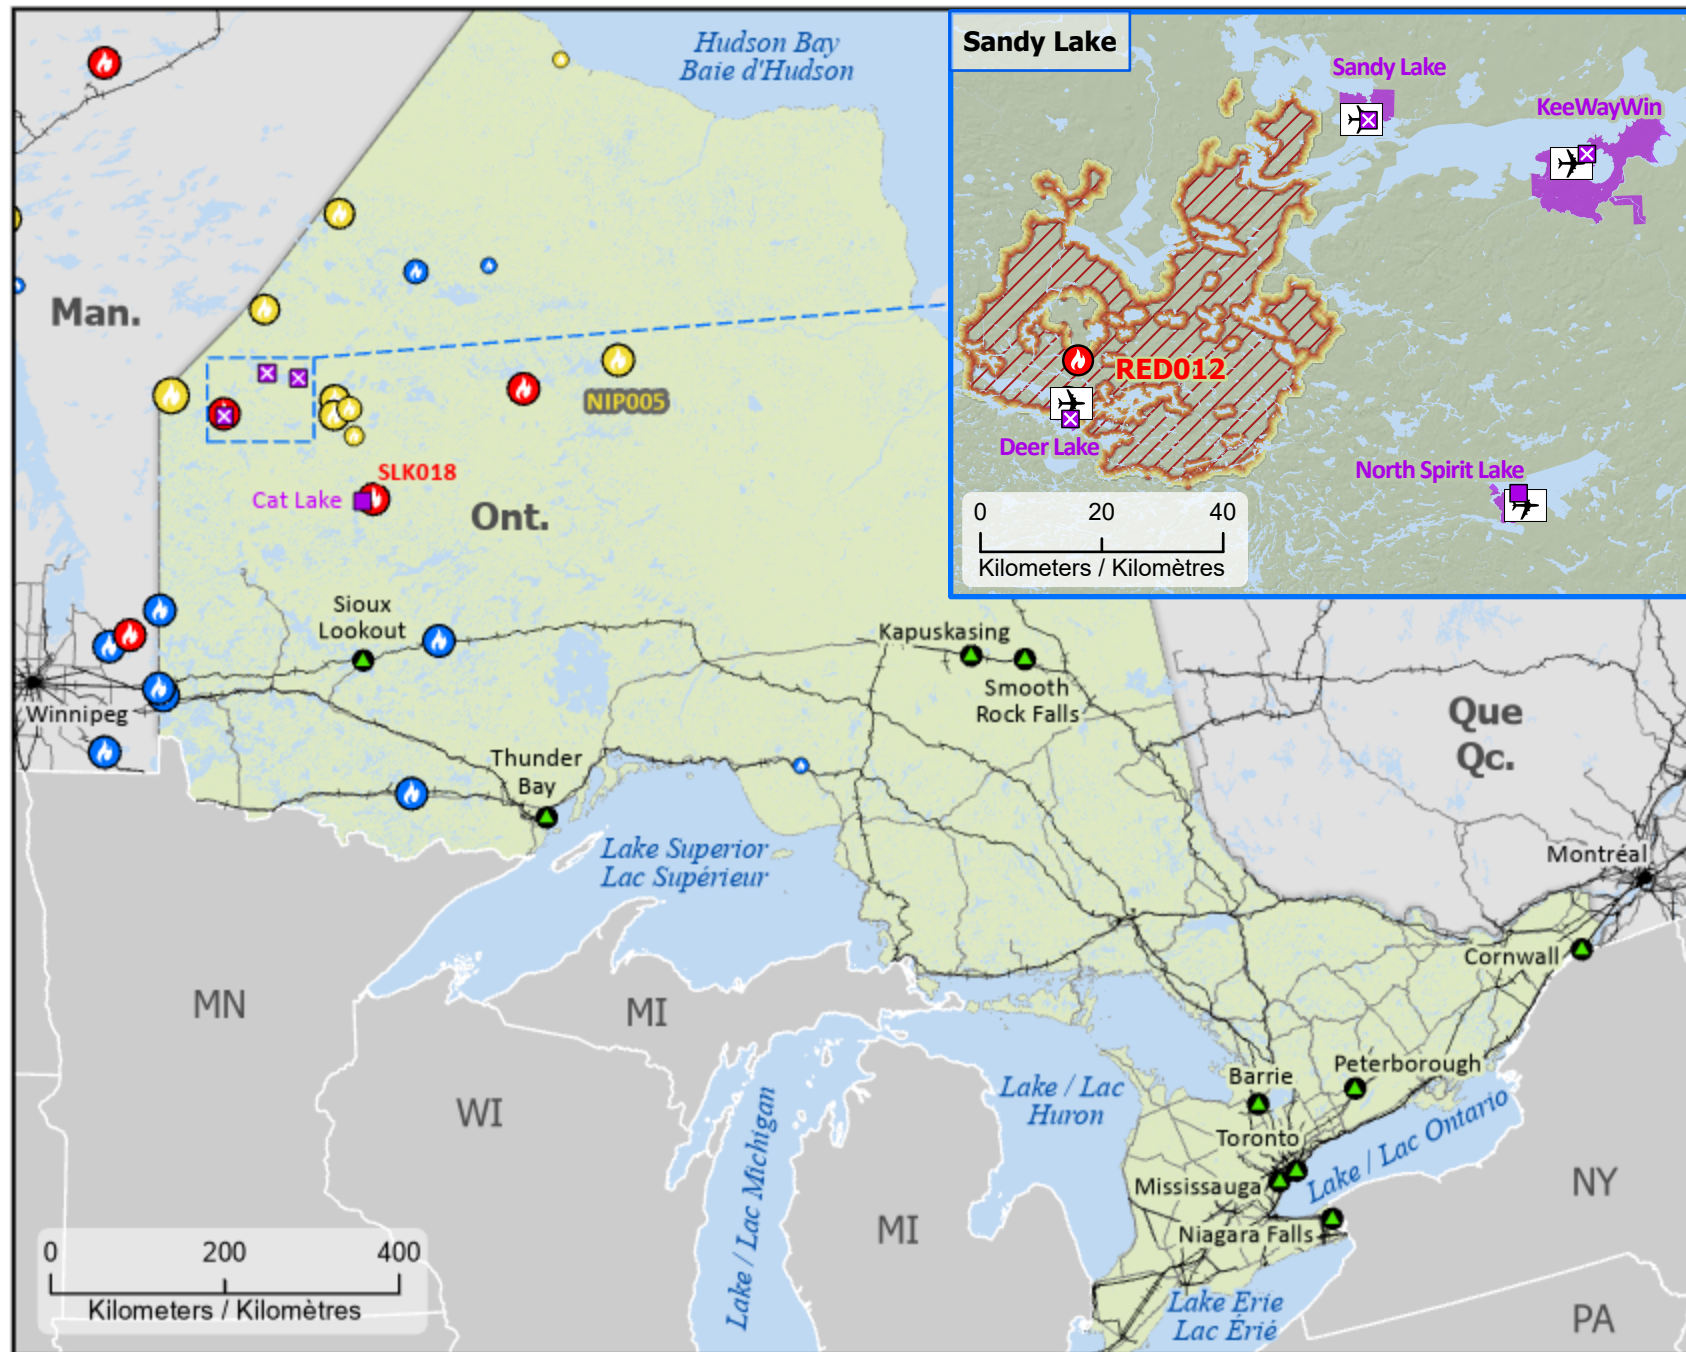 Hudson Bay
Baie d'Hudson
Sandy Lake
Sandy Lake
KeeWayWin
RED012
Deer Lake
North Spirit Lake
0 20 40
Kilometers / Kilomètres
Man.
NIP005
SLK018
Cat Lake
Ont.
Sioux
Lookout
Kapuskasing
Smooth
Rock Falls
Winnipeg
Que
Qc.
Thunder
Bay
Lake Superior
Lac Supérieur
Montréal
Cornwall
MN
MI
WI
Lake / Lac Michigan
Lake / Lac
Huron
Barrie
Peterborough
Toronto
Lake / Lac Ontario
Mississauga
NY
MI
Niagara Falls
0 200 400
Kilometers / Kilomètres
Lake Erie
Lac Érié
PA